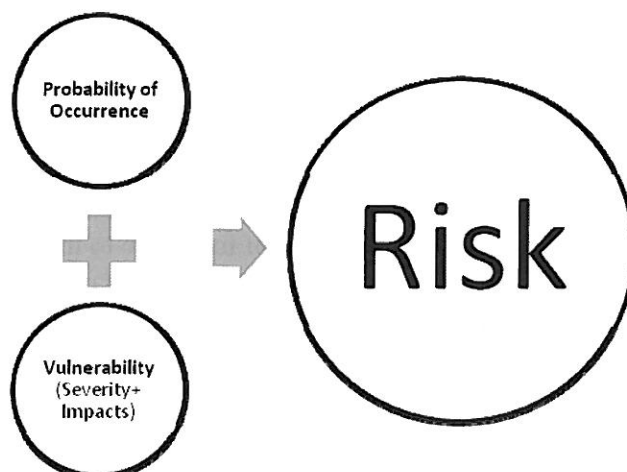 Probability of
Occurrence
Risk
Vulnerability
(Severity+
Impacts)